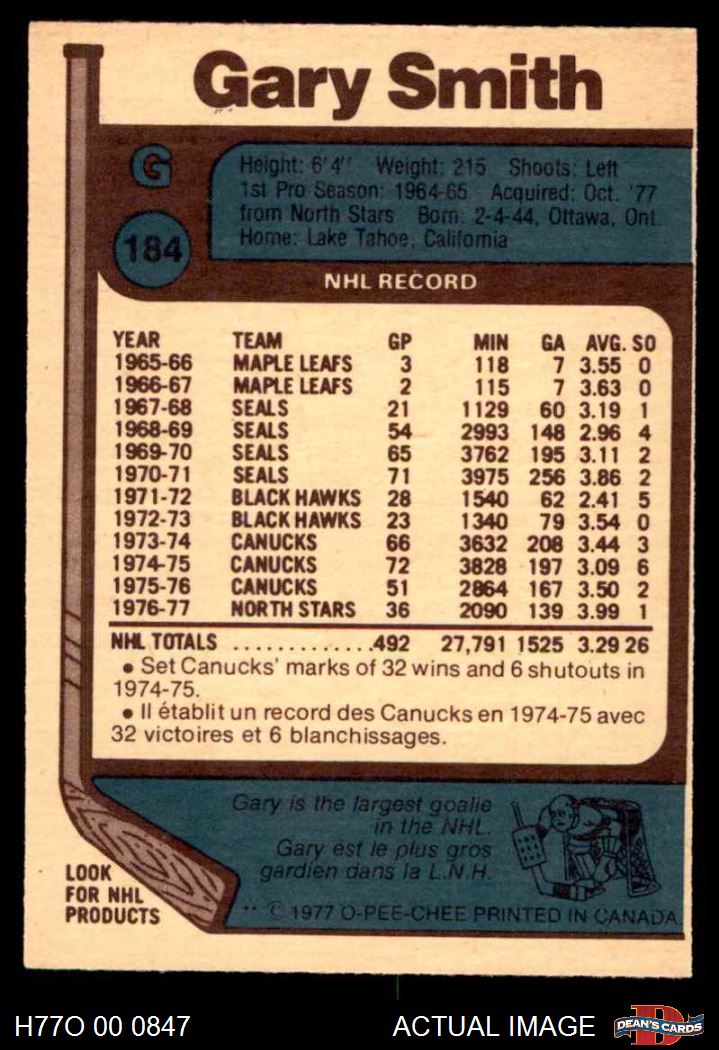 Gary Smith
G
184
Height: 6'4" Weight: 215 Shoots: Left
1st Pro Season: 1964-65 Acquired: Oct. '77
from North Stars Born: 2-4-44, Ottawa, Ont.
Home: Lake Tahoe, California
NHL RECORD
YEAR TEAM GP MIN GA AVG. SO
1965-66 MAPLE LEAFS 3 118 7 3.55 0
1966-67 MAPLE LEAFS 2 115 7 3.63 0
1967-68 SEALS 21 1129 60 3.19 1
1968-69 SEALS 54 2993 148 2.96 4
1969-70 SEALS 65 3762 195 3.11 2
1970-71 SEALS 71 3975 256 3.86 2
1971-72 BLACK HAWKS 28 1540 62 2.41 5
1972-73 BLACK HAWKS 23 1340 79 3.54 0
1973-74 CANUCKS 66 3632 208 3.44 3
1974-75 CANUCKS 72 3828 197 3.09 6
1975-76 CANUCKS 51 2864 167 3.50 2
1976-77 NORTH STARS 36 2090 139 3.99 1
NHL TOTALS .............492 27,791 1525 3.29 26
• Set Canucks' marks of 32 wins and 6 shutouts in
1974-75.
• Il établit un record des Canucks en 1974-75 avec
32 victoires et 6 blanchissages.
Gary is the largest goalie
in the NHL.
Gary est le plus gros
gardien dans la L.N.H.
LOOK
FOR NHL
PRODUCTS
** © 1977 O-PEE-CHEE PRINTED IN CANADA
H77O 00 0847 ACTUAL IMAGE
D
DEAN'S CARDS